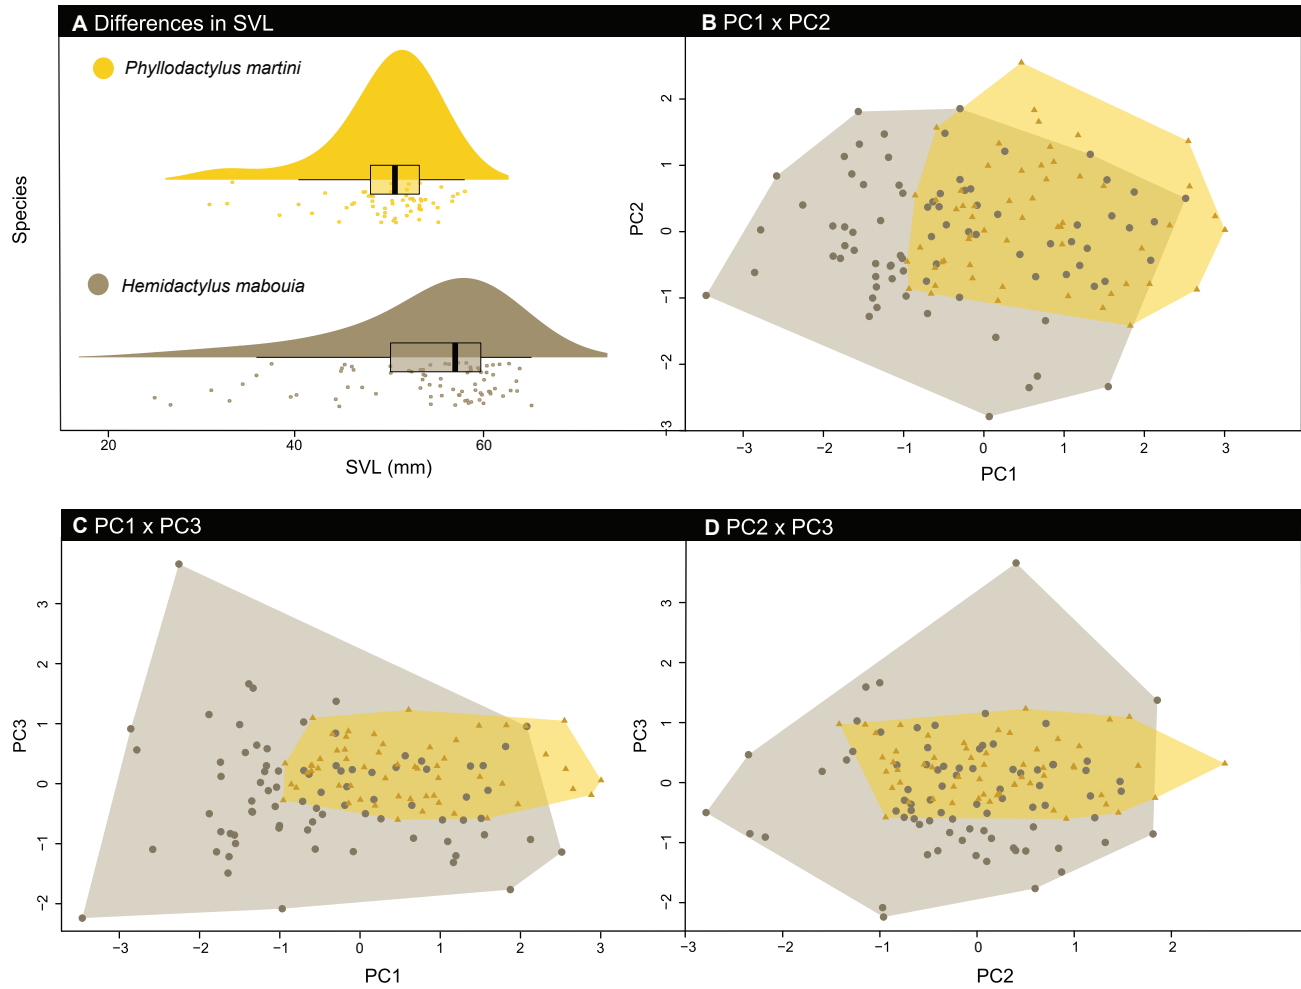 A Differences in SVL
Phyllodactylus martini
Hemidactylus mabouia
Species
20 40 60
SVL (mm)
B PC1 x PC2
PC2
2
1
0
−1
−2
−3
−3 −2 −1 0 1 2 3
PC1
C PC1 x PC3
PC3
3
2
1
0
−1
−2
−3 −2 −1 0 1 2 3
PC1
D PC2 x PC3
PC3
3
2
1
0
−1
−2
−3 −2 −1 0 1 2
PC2